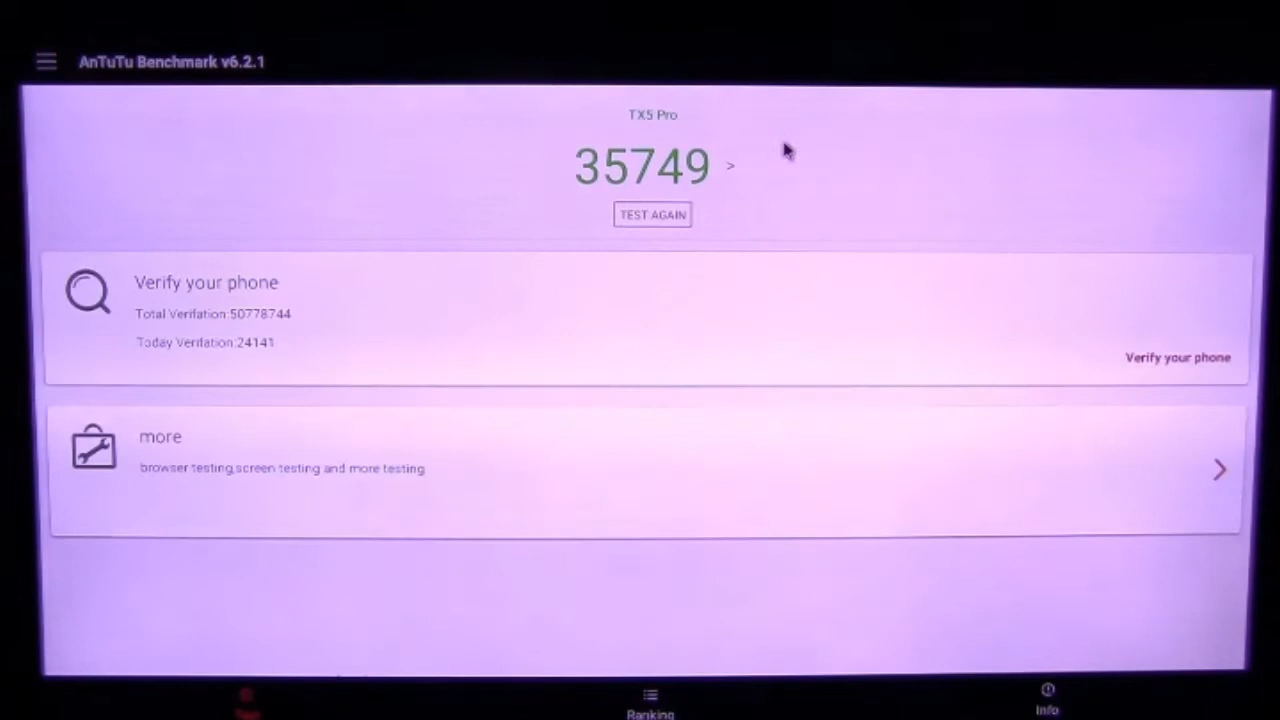 AnTuTu Benchmark v6.2.1
TX5 Pro
35749 >
TEST AGAIN
Verify your phone
Total Verifation:50778744
Today Verifation:24141
Verify your phone
more
browser testing,screen testing and more testing
Ranking
Info